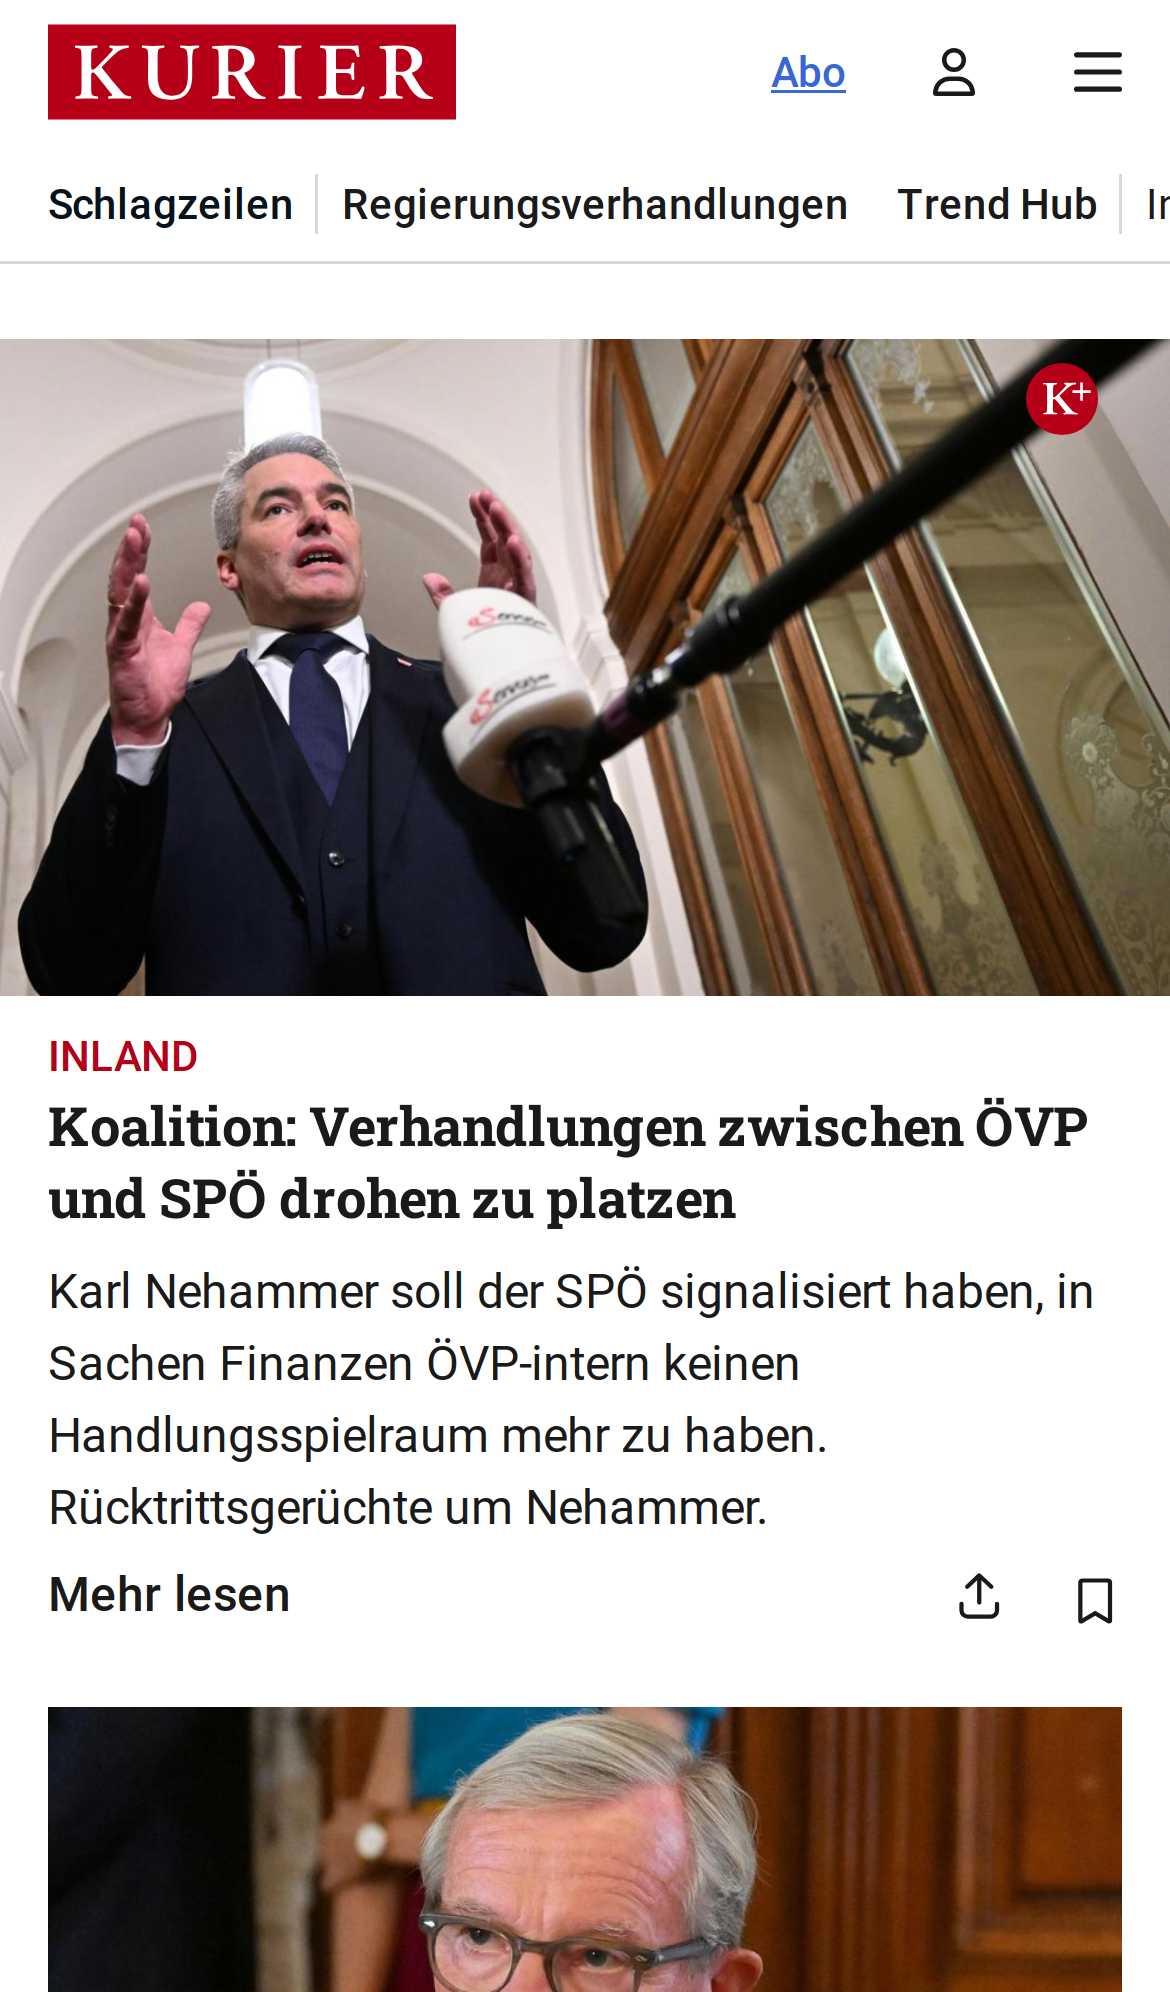 KURIER
Abo
Schlagzeilen
Regierungsverhandlungen
Trend Hub
K+
INLAND
Koalition: Verhandlungen zwischen ÖVP
und SPÖ drohen zu platzen
Karl Nehammer soll der SPÖ signalisiert haben, in
Sachen Finanzen ÖVP-intern keinen
Handlungsspielraum mehr zu haben.
Rücktrittsgerüchte um Nehammer.
Mehr lesen